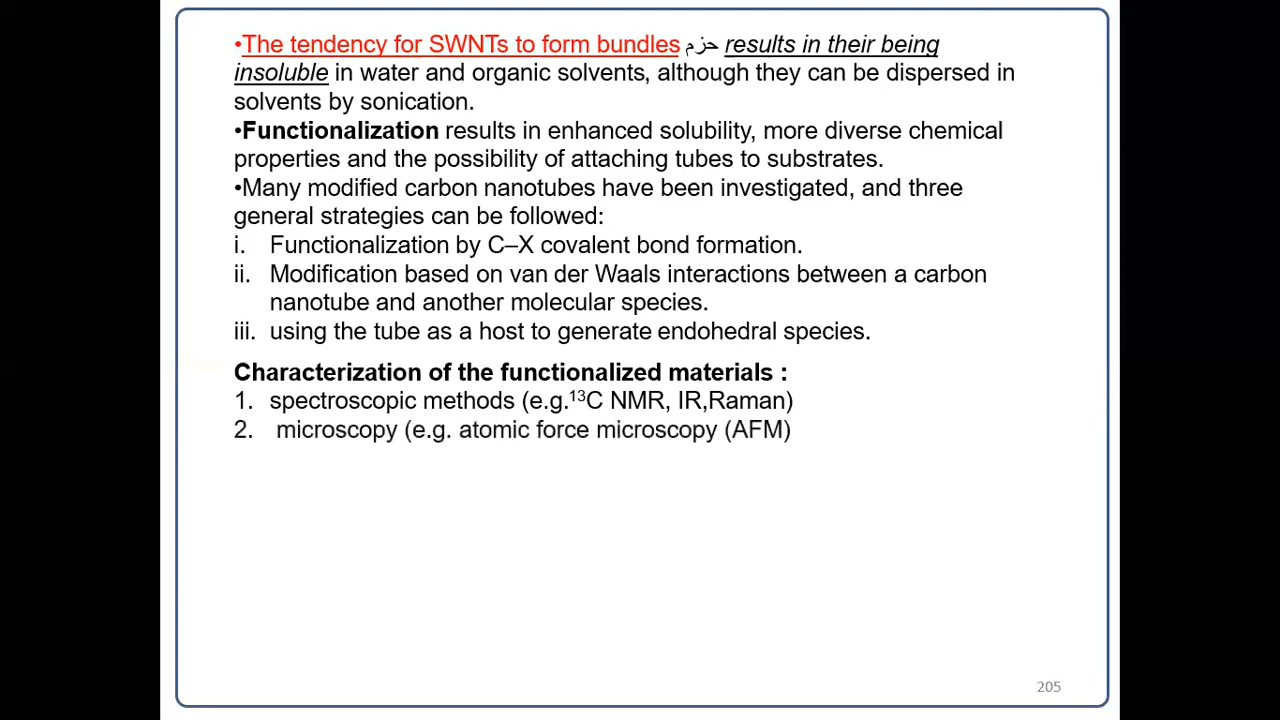 •The tendency for SWNTs to form bundles حزم results in their being
insoluble in water and organic solvents, although they can be dispersed in
solvents by sonication.
•Functionalization results in enhanced solubility, more diverse chemical
properties and the possibility of attaching tubes to substrates.
•Many modified carbon nanotubes have been investigated, and three
general strategies can be followed:
i. Functionalization by C–X covalent bond formation.
ii. Modification based on van der Waals interactions between a carbon
nanotube and another molecular species.
iii. using the tube as a host to generate endohedral species.
Characterization of the functionalized materials :
1. spectroscopic methods (e.g.¹³C NMR, IR,Raman)
2. microscopy (e.g. atomic force microscopy (AFM)
205